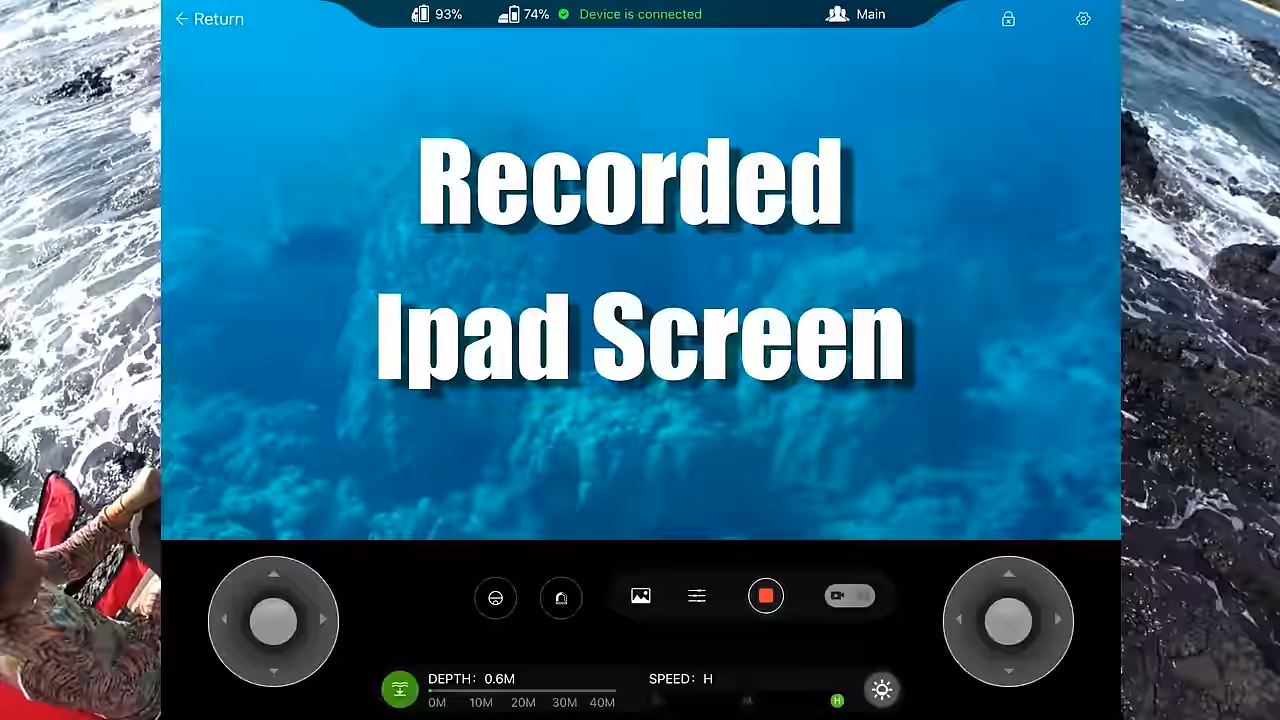 Return
93%
74%
Device is connected
Main
Recorded
Ipad Screen
DEPTH: 0.6M
SPEED: H
0M 10M 20M 30M 40M
H